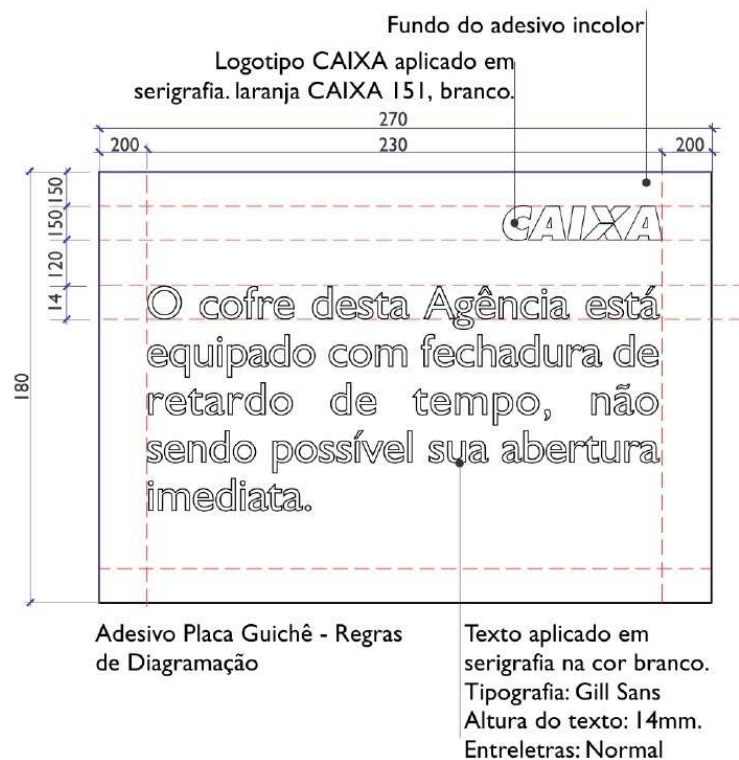 Fundo do adesivo incolor
Logotipo CAIXA aplicado em
serigrafia. laranja CAIXA 151, branco.
270
200 230 200
150
150
120
14
180
CAIXA
O cofre desta Agência está
equipado com fechadura de
retardo de tempo, não
sendo possível sua abertura
imediata.
Adesivo Placa Guichê - Regras
de Diagramação
Texto aplicado em
serigrafia na cor branco.
Tipografia: Gill Sans
Altura do texto: 14mm.
Entreletras: Normal